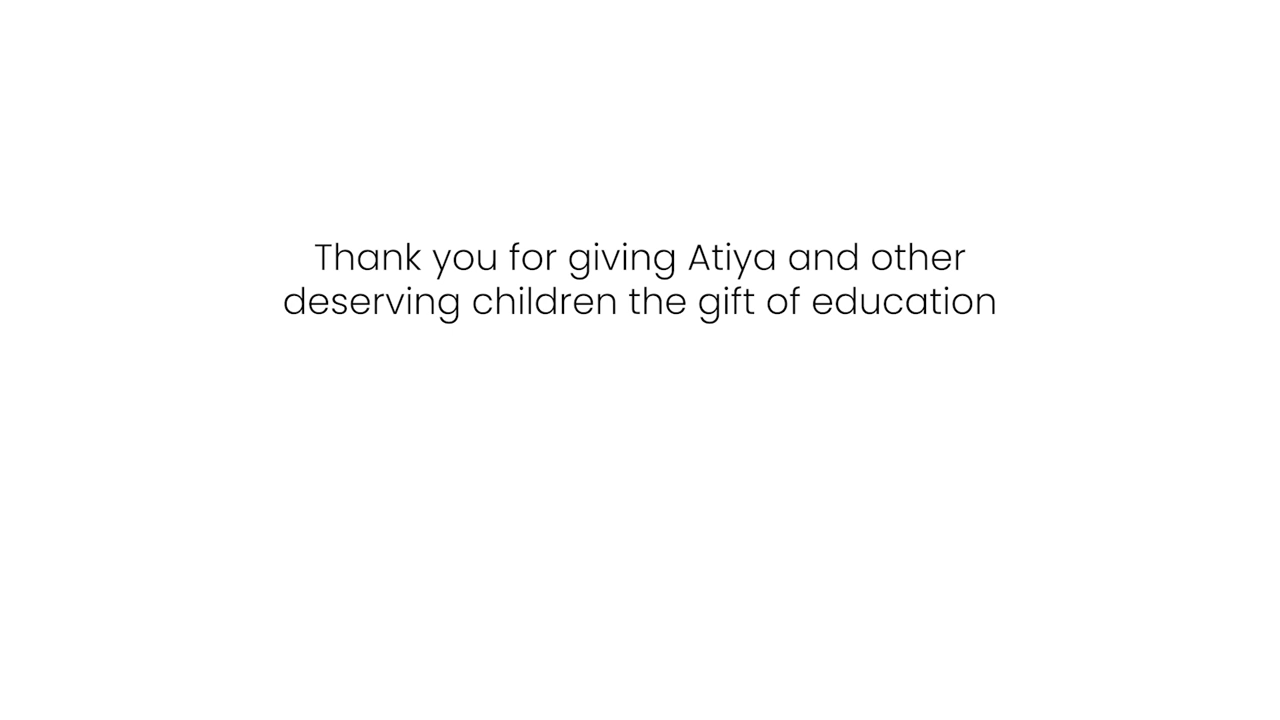 Thank you for giving Atiya and other
deserving children the gift of education